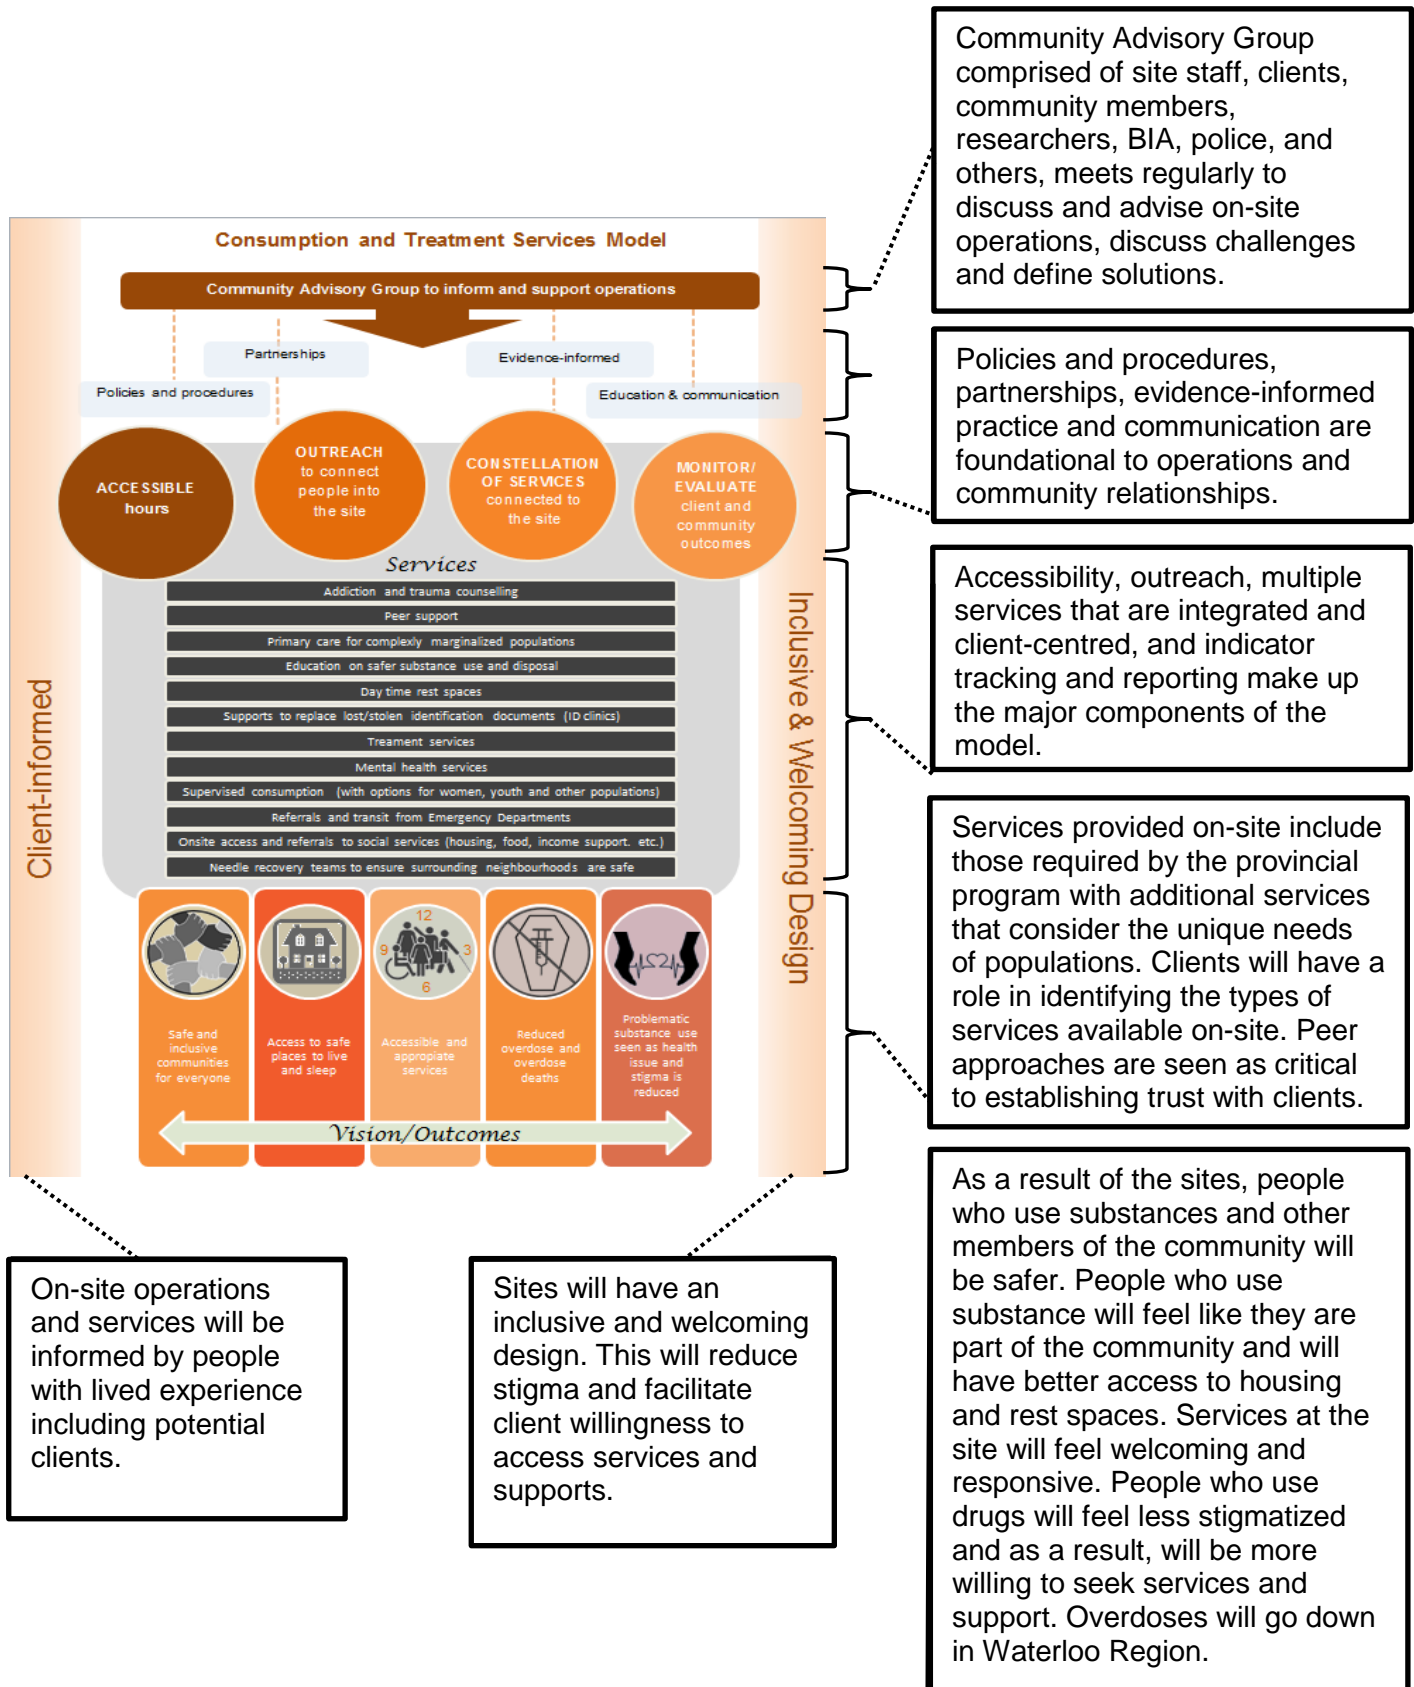 Community Advisory Group
comprised of site staff, clients,
community members,
researchers, BIA, police, and
others, meets regularly to
discuss and advise on-site
operations, discuss challenges
and define solutions.
Consumption and Treatment Services Model
Community Advisory Group to inform and support operations
Partnerships
Evidence-informed
Policies and procedures
Education & communication
Policies and procedures,
partnerships, evidence-informed
practice and communication are
foundational to operations and
community relationships.
ACCESSIBLE
hours
OUTREACH
to connect
people into
the site
CONSTELLATION
OF SERVICES
connected to
the site
MONITOR/
EVALUATE
client and
community
outcomes
Accessibility, outreach, multiple
services that are integrated and
client-centred, and indicator
tracking and reporting make up
the major components of the
model.
Services
Addiction and trauma counselling
Peer support
Primary care for complexly marginalized populations
Education on safer substance use and disposal
Day time rest spaces
Supports to replace lost/stolen identification documents (ID clinics)
Treament services
Mental health services
Supervised consumption (with options for women, youth and other populations)
Referrals and transit from Emergency Departments
Onsite access and referrals to social services (housing, food, income support. etc.)
Needle recovery teams to ensure surrounding neighbourhoods are safe
Client-informed
Inclusive & Welcoming Design
Services provided on-site include
those required by the provincial
program with additional services
that consider the unique needs
of populations. Clients will have a
role in identifying the types of
services available on-site. Peer
approaches are seen as critical
to establishing trust with clients.
12
9
3
6
Safe and
inclusive
communities
for everyone
Access to safe
places to live
and sleep
Accessible and
appropiate
services
Reduced
overdose and
overdose
deaths
Problematic
substance use
seen as health
issue and
stigma is
reduced
Vision/Outcomes
As a result of the sites, people
who use substances and other
members of the community will
be safer. People who use
substance will feel like they are
part of the community and will
have better access to housing
and rest spaces. Services at the
site will feel welcoming and
responsive. People who use
drugs will feel less stigmatized
and as a result, will be more
willing to seek services and
support. Overdoses will go down
in Waterloo Region.
On-site operations
and services will be
informed by people
with lived experience
including potential
clients.
Sites will have an
inclusive and welcoming
design. This will reduce
stigma and facilitate
client willingness to
access services and
supports.